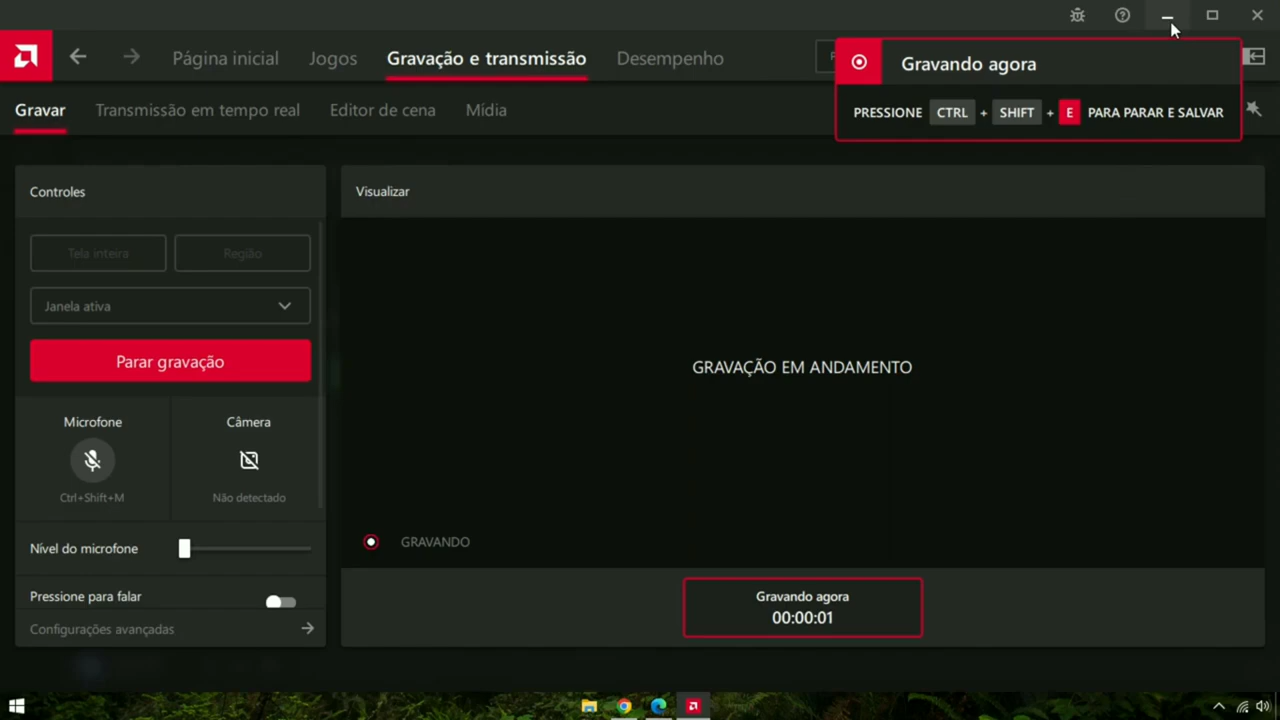 Página inicial
Jogos
Gravação e transmissão
Desempenho
Gravando agora
PRESSIONE CTRL + SHIFT + E PARA PARAR E SALVAR
Gravar
Transmissão em tempo real
Editor de cena
Mídia
Controles
Tela inteira
Região
Janela ativa
Parar gravação
Microfone
Câmera
Ctrl+Shift+M
Não detectado
Nível do microfone
Pressione para falar
Configurações avançadas
Visualizar
GRAVAÇÃO EM ANDAMENTO
GRAVANDO
Gravando agora
00:00:01